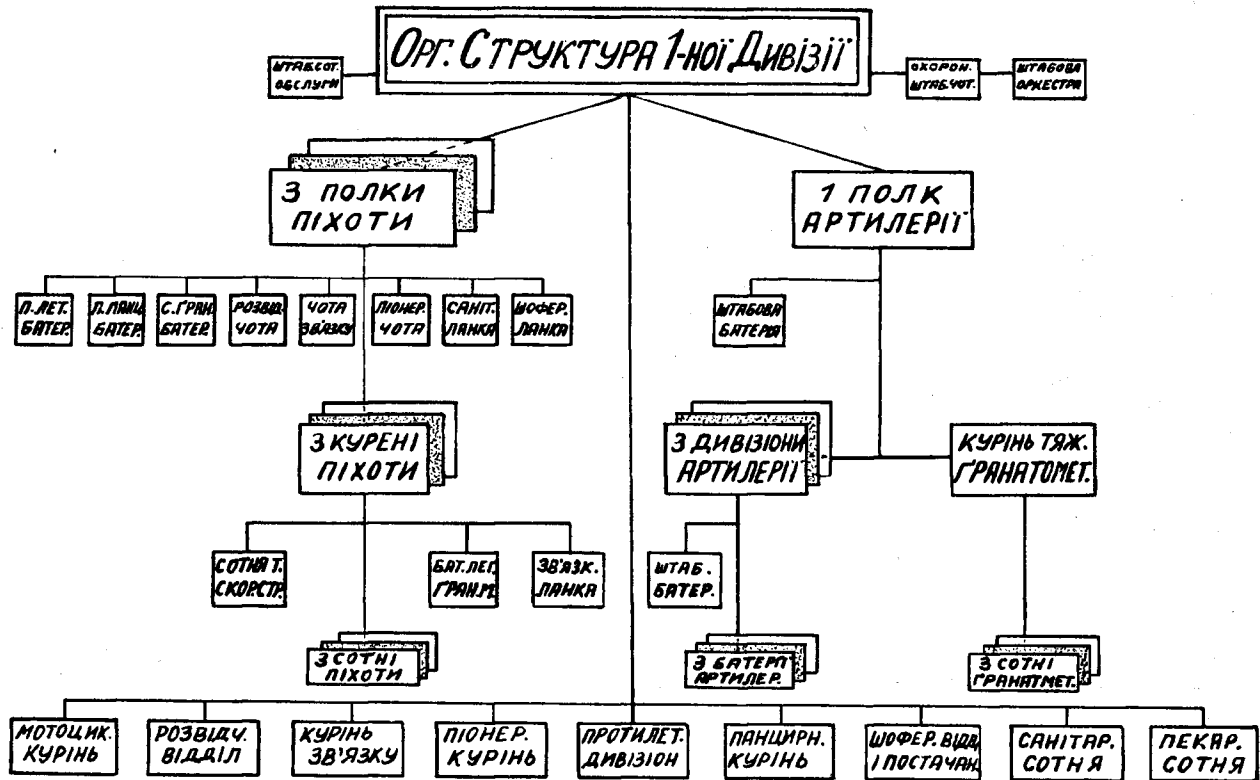 ОРГ. СТРУКТУРА 1-НОЇ ДИВІЗІЇ
ШТАБ.СОТ.
ОБСЛУГИ
ОХОРОН.
ШТАБ.ЧОТ.
ШТАБОВА
ОРКЕСТРА
3 ПОЛКИ
ПІХОТИ
1 ПОЛК
АРТИЛЕРІЇ
П.ЛЕТ.
БАТЕР.
П.ПАНЦ.
БАТЕР.
С.ҐРАН.
БАТЕР.
РОЗВІД.
ЧОТА
ЧОТА
ЗВ'ЯЗКУ
ПІОНЕР.
ЧОТА
САНІТ.
ЛАНКА
ШОФЕР.
ЛАНКА
ШТАБОВА
БАТЕРІЯ
3 КУРЕНІ
ПІХОТИ
3 ДИВІЗІОНИ
АРТИЛЕРІЇ
КУРІНЬ ТЯЖ.
ҐРАНАТОМЕТ.
СОТНЯ Т.
СКОРСТР.
БАТ.ЛЕГ.
ҐРАН.М.
ЗВ'ЯЗК.
ЛАНКА
ШТАБ.
БАТЕР.
3 СОТНІ
ПІХОТИ
3 БАТЕРІЇ
АРТИЛЕР.
3 СОТНІ
ҐРАНАТМЕТ.
МОТОЦИК.
КУРІНЬ
РОЗВІДЧ.
ВІДДІЛ
КУРІНЬ
ЗВ'ЯЗКУ
ПІОНЕР.
КУРІНЬ
ПРОТИЛЕТ.
ДИВІЗІОН
ПАНЦИРН.
КУРІНЬ
ШОФЕР. ВІДД.
І ПОСТАЧАН.
САНІТАР.
СОТНЯ
ПЕКАР.
СОТНЯ